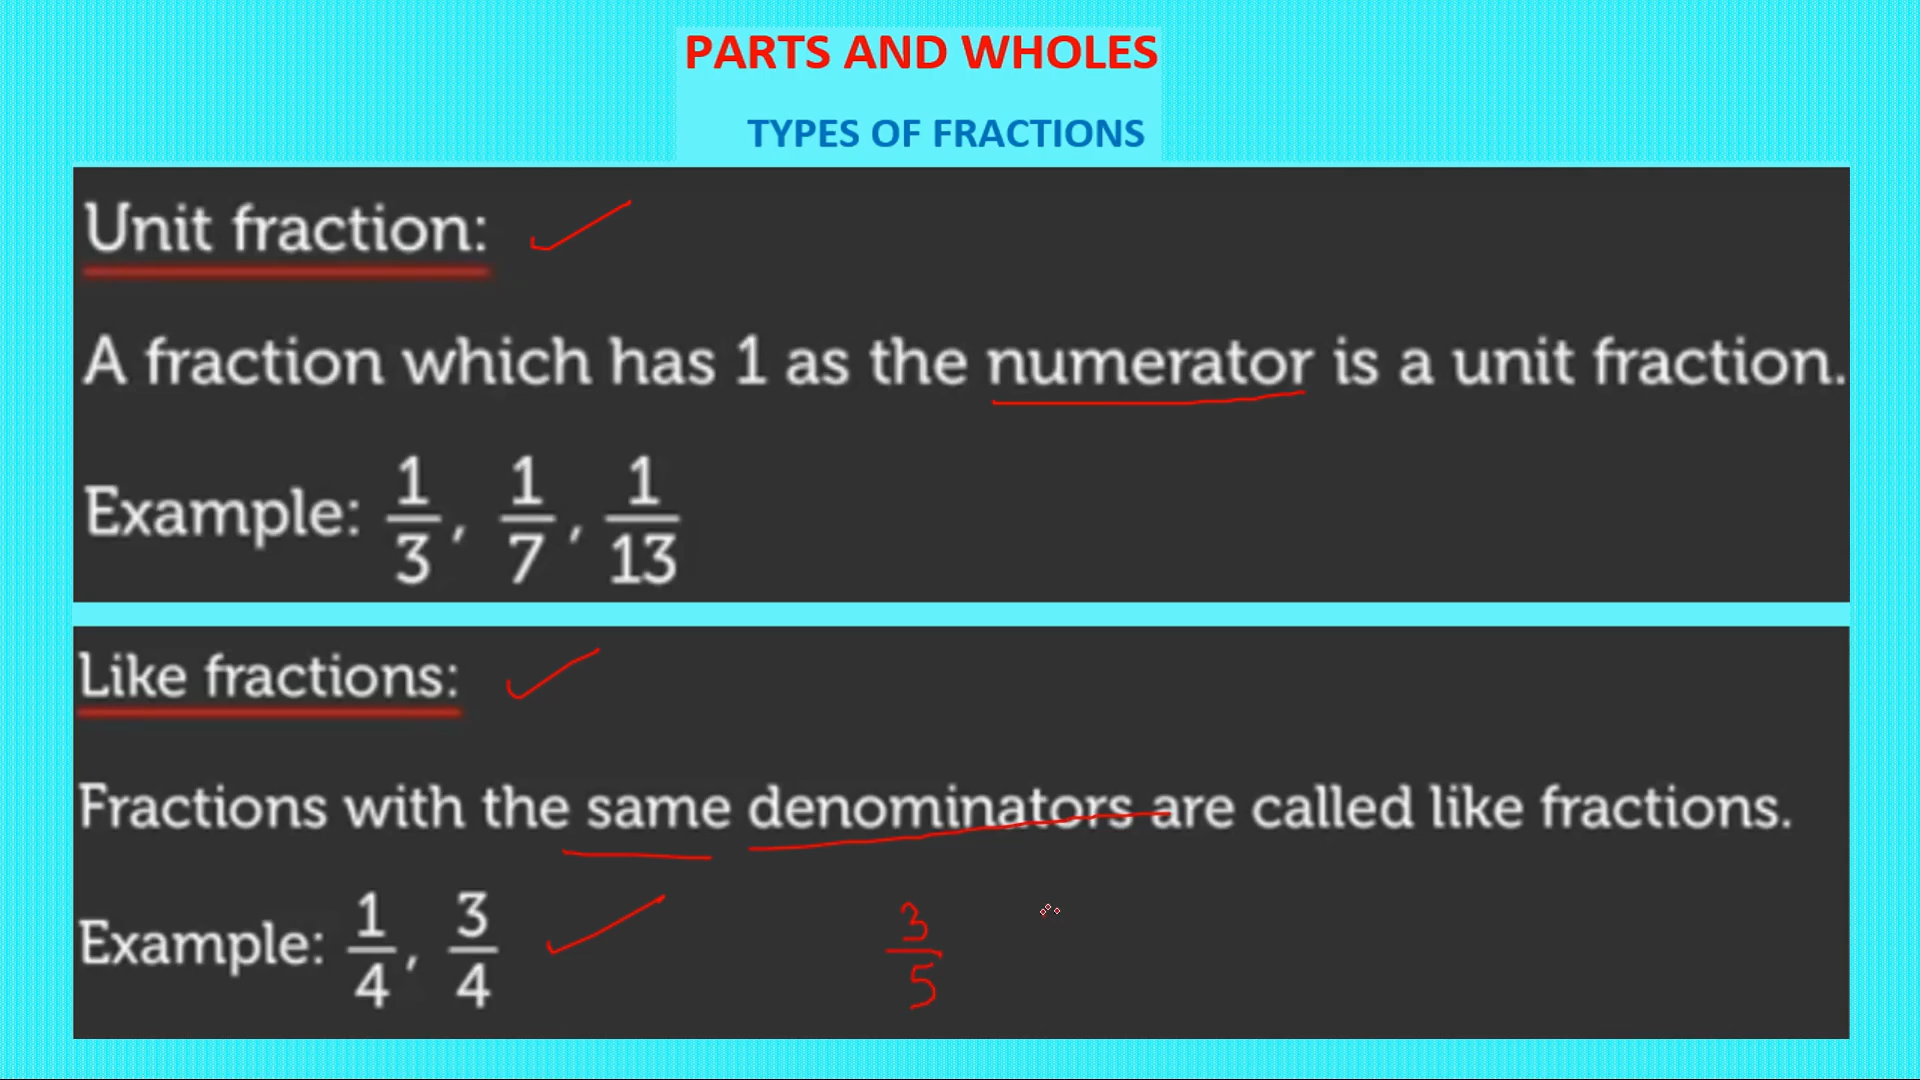 PARTS AND WHOLES
TYPES OF FRACTIONS
Unit fraction:
A fraction which has 1 as the numerator is a unit fraction.
Example: 1/3, 1/7, 1/13
Like fractions:
Fractions with the same denominators are called like fractions.
Example: 1/4, 3/4 3/5